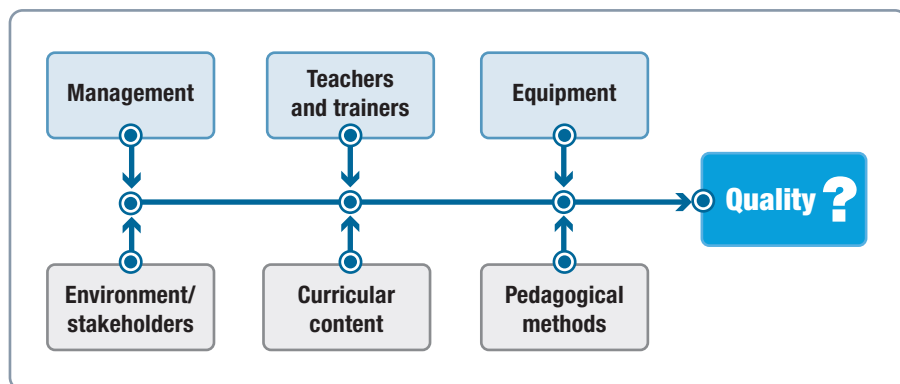 Management
Teachers
and trainers
Equipment
Quality ?
Environment/
stakeholders
Curricular
content
Pedagogical
methods